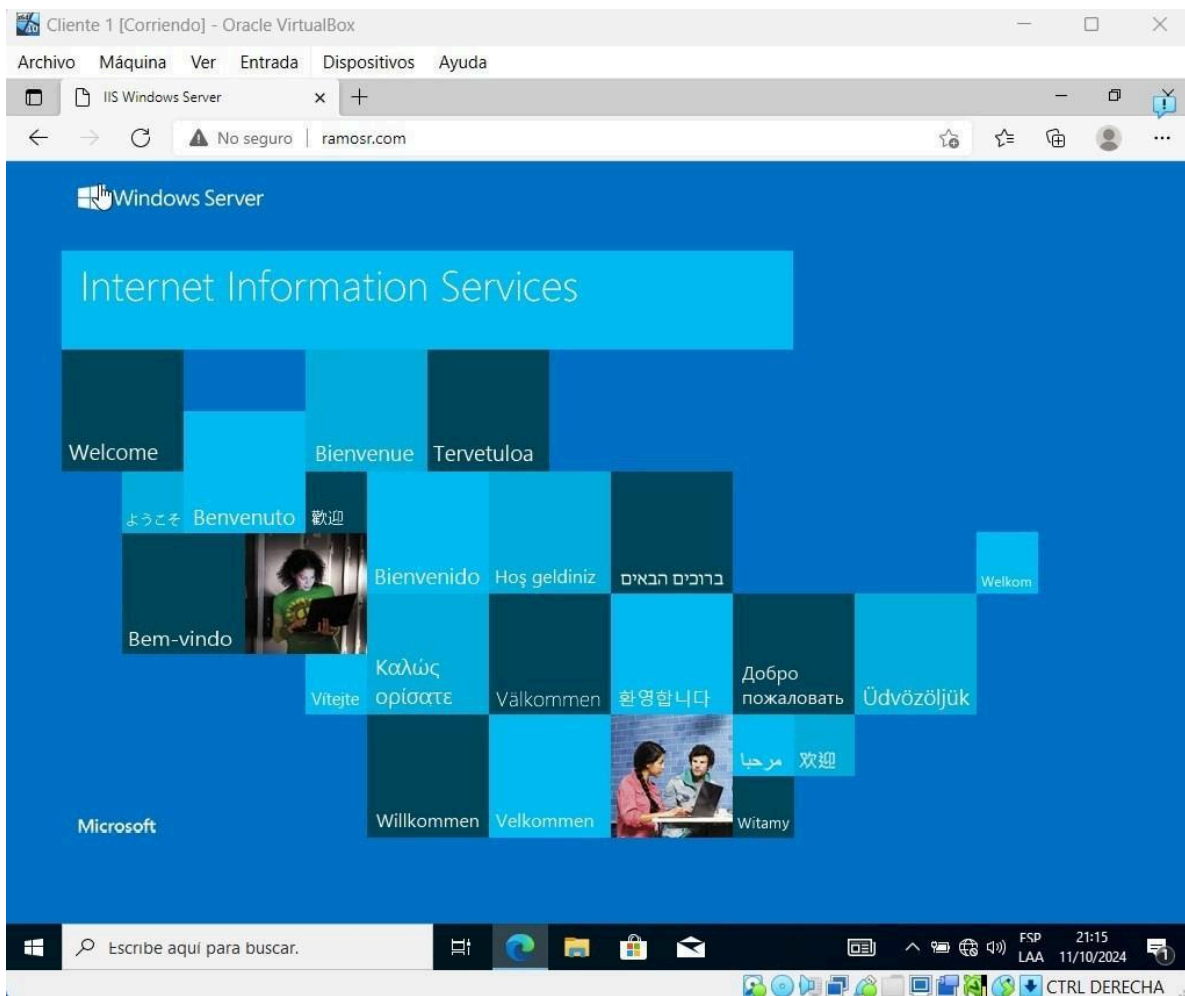 Cliente 1 [Corriendo] - Oracle VirtualBox
Archivo Máquina Ver Entrada Dispositivos Ayuda
IIS Windows Server
No seguro ramosr.com
Windows Server
Internet Information Services
Welcome
Bienvenue
Tervetuloa
ようこそ
Benvenuto
歡迎
Bienvenido
Hoş geldiniz
ברוכים הבאים
Welkom
Bem-vindo
Vítejte
Καλώς
ορίσατε
Välkommen
환영합니다
Добро
пожаловать
Üdvözöljük
مرحبا
欢迎
Microsoft
Willkommen
Velkommen
Witamy
Escribe aquí para buscar.
ESP
LAA
21:15
11/10/2024
1
CTRL DERECHA